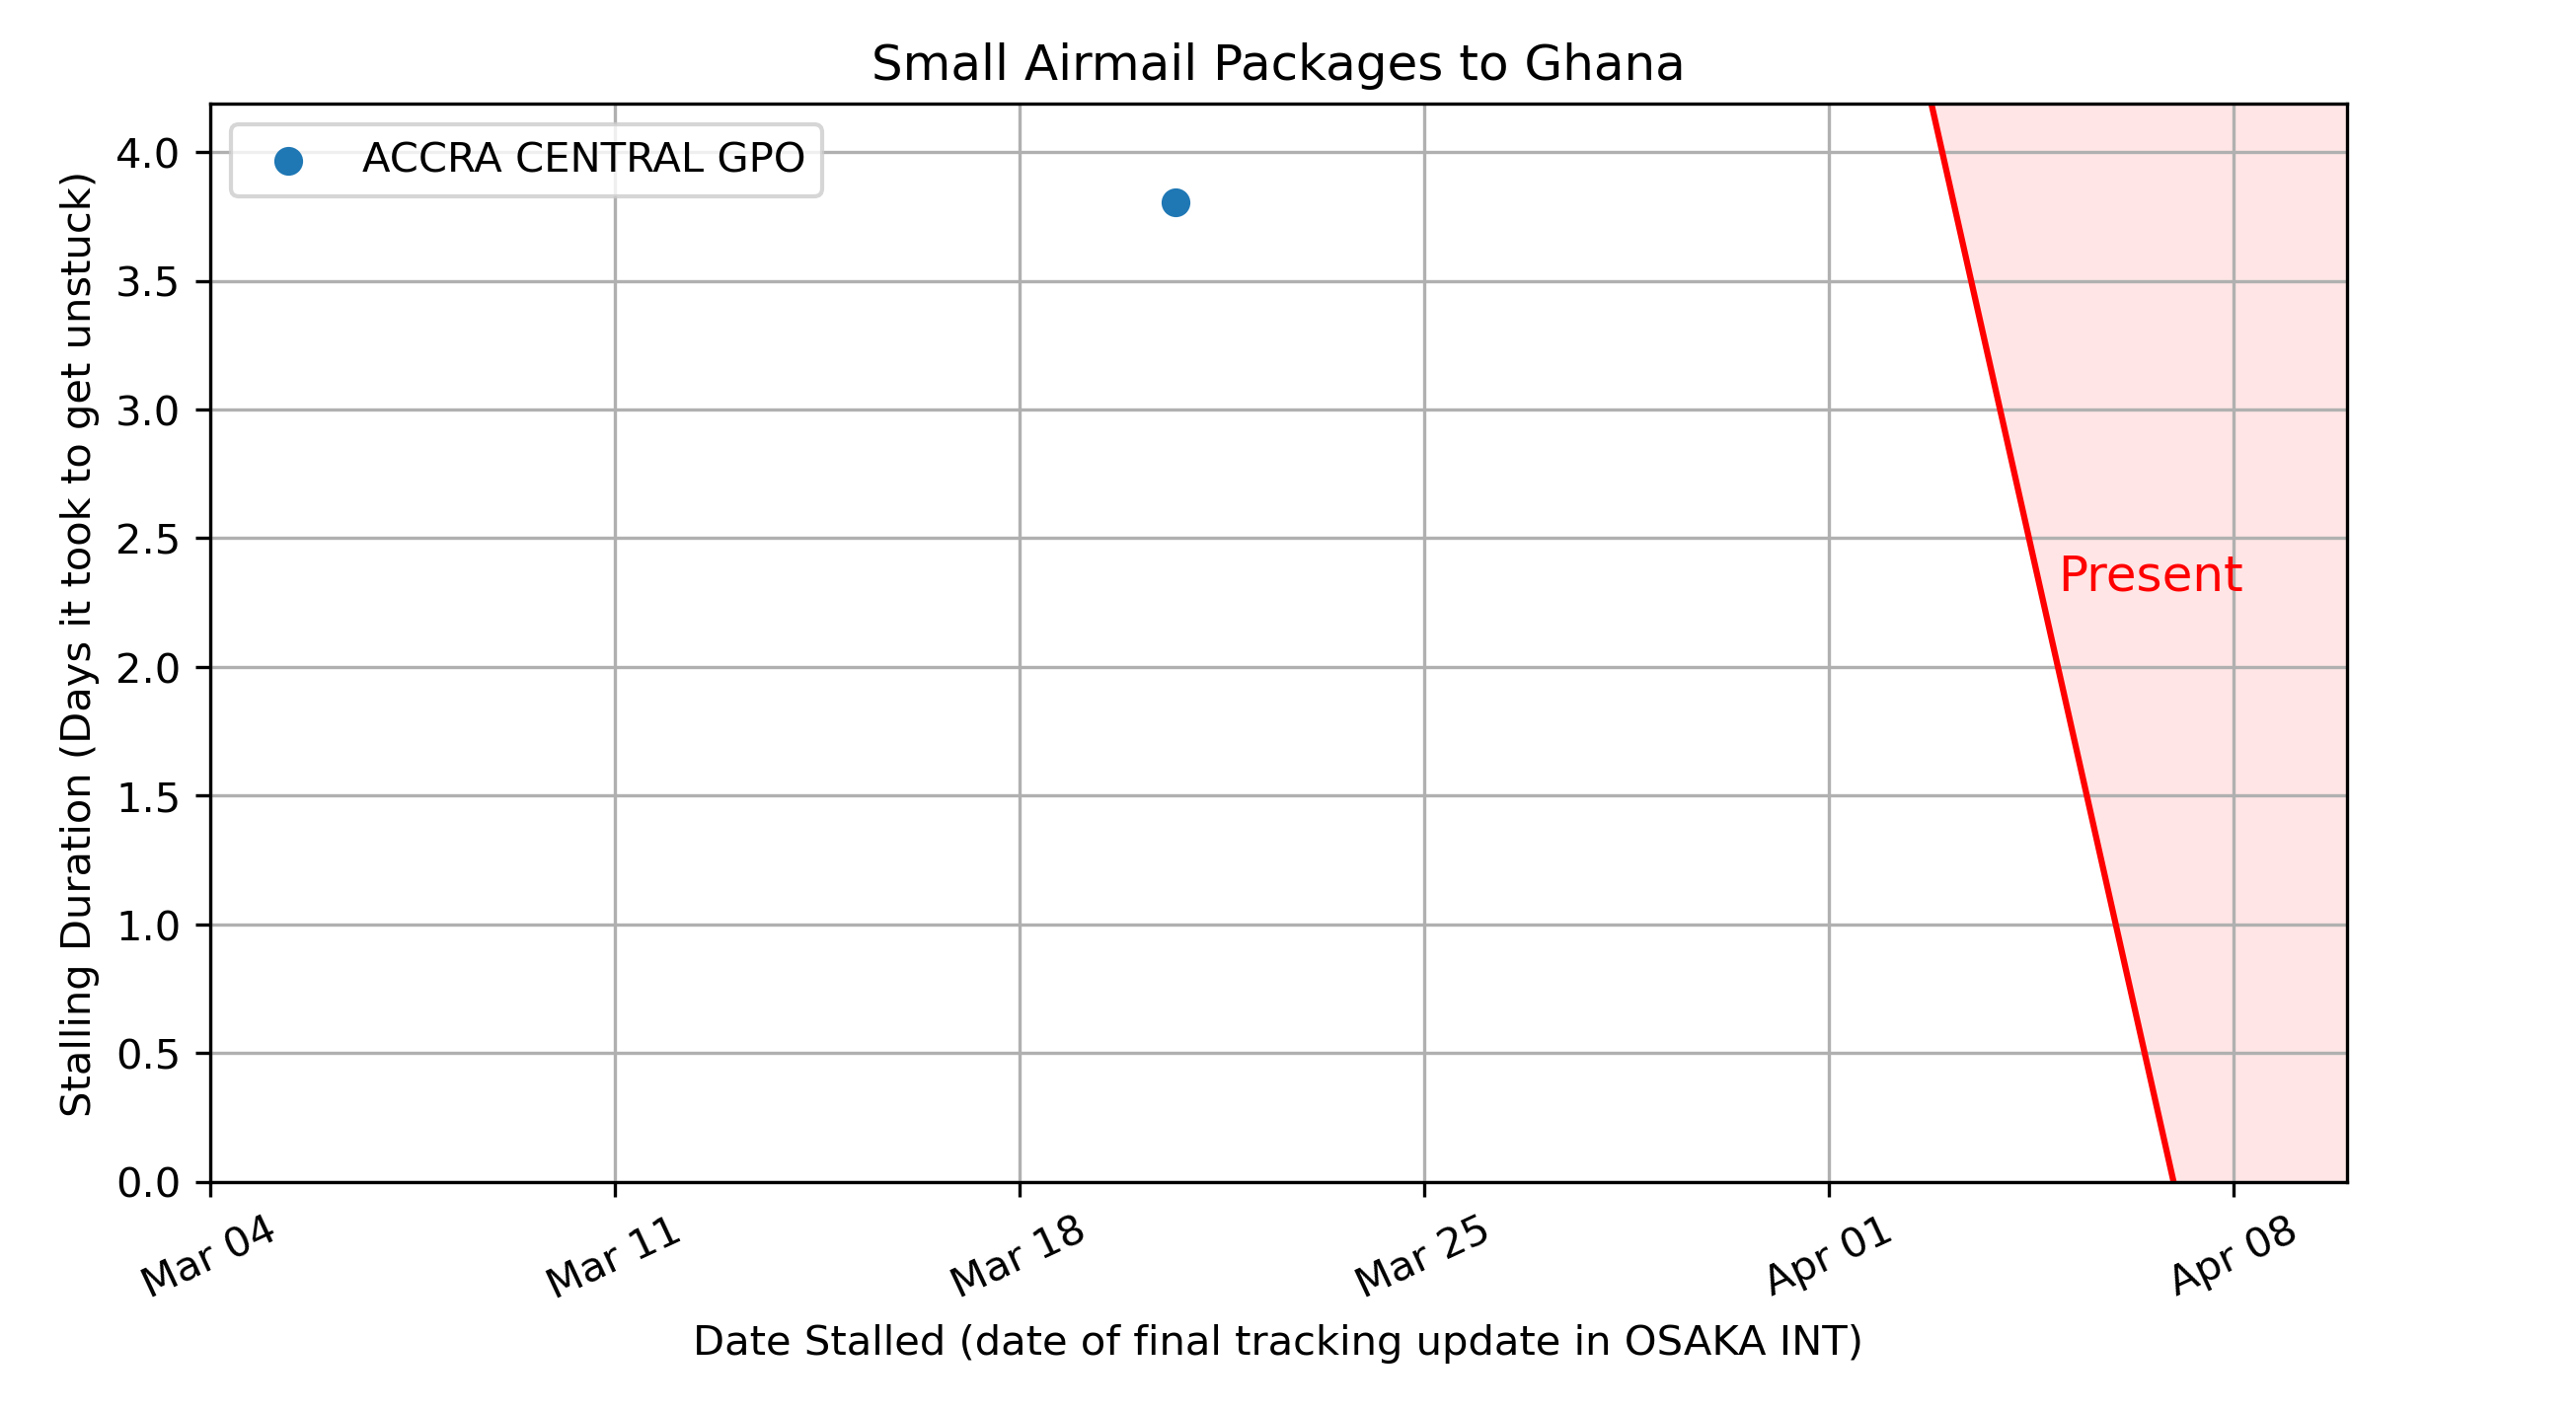 Small Airmail Packages to Ghana
ACCRA CENTRAL GPO
Stalling Duration (Days it took to get unstuck)
4.0
3.5
3.0
2.5
2.0
1.5
1.0
0.5
0.0
Present
Mar 04
Mar 11
Mar 18
Mar 25
Apr 01
Apr 08
Date Stalled (date of final tracking update in OSAKA INT)